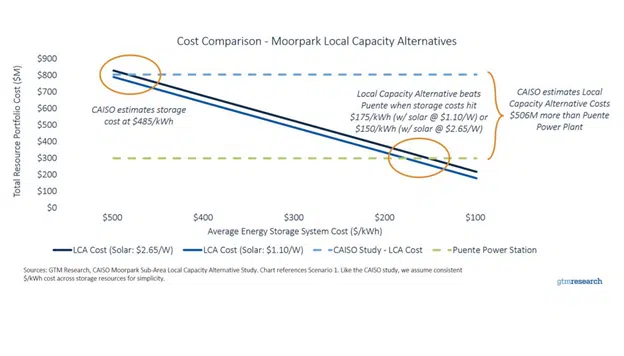 Cost Comparison - Moorpark Local Capacity Alternatives
Total Resource Portfolio Cost ($M)
$900
$800
$700
$600
$500
$400
$300
$200
$100
$0
CAISO estimates storage
cost at $485/kWh
Local Capacity Alternative beats
Puente when storage costs hit
$175/kWh (w/ solar @ $1.10/W) or
$150/kWh (w/ solar @ $2.65/W)
CAISO estimates Local
Capacity Alternative Costs
$506M more than Puente
Power Plant
$500
$400
$300
$200
$100
Average Energy Storage System Cost ($/kWh)
LCA Cost (Solar: $2.65/W)
LCA Cost (Solar: $1.10/W)
CAISO Study - LCA Cost
Puente Power Station
Sources: GTM Research, CAISO Moorpark Sub-Area Local Capacity Alternative Study. Chart references Scenario 1. Like the CAISO study, we assume consistent
$/kWh cost across storage resources for simplicity.
gtmresearch